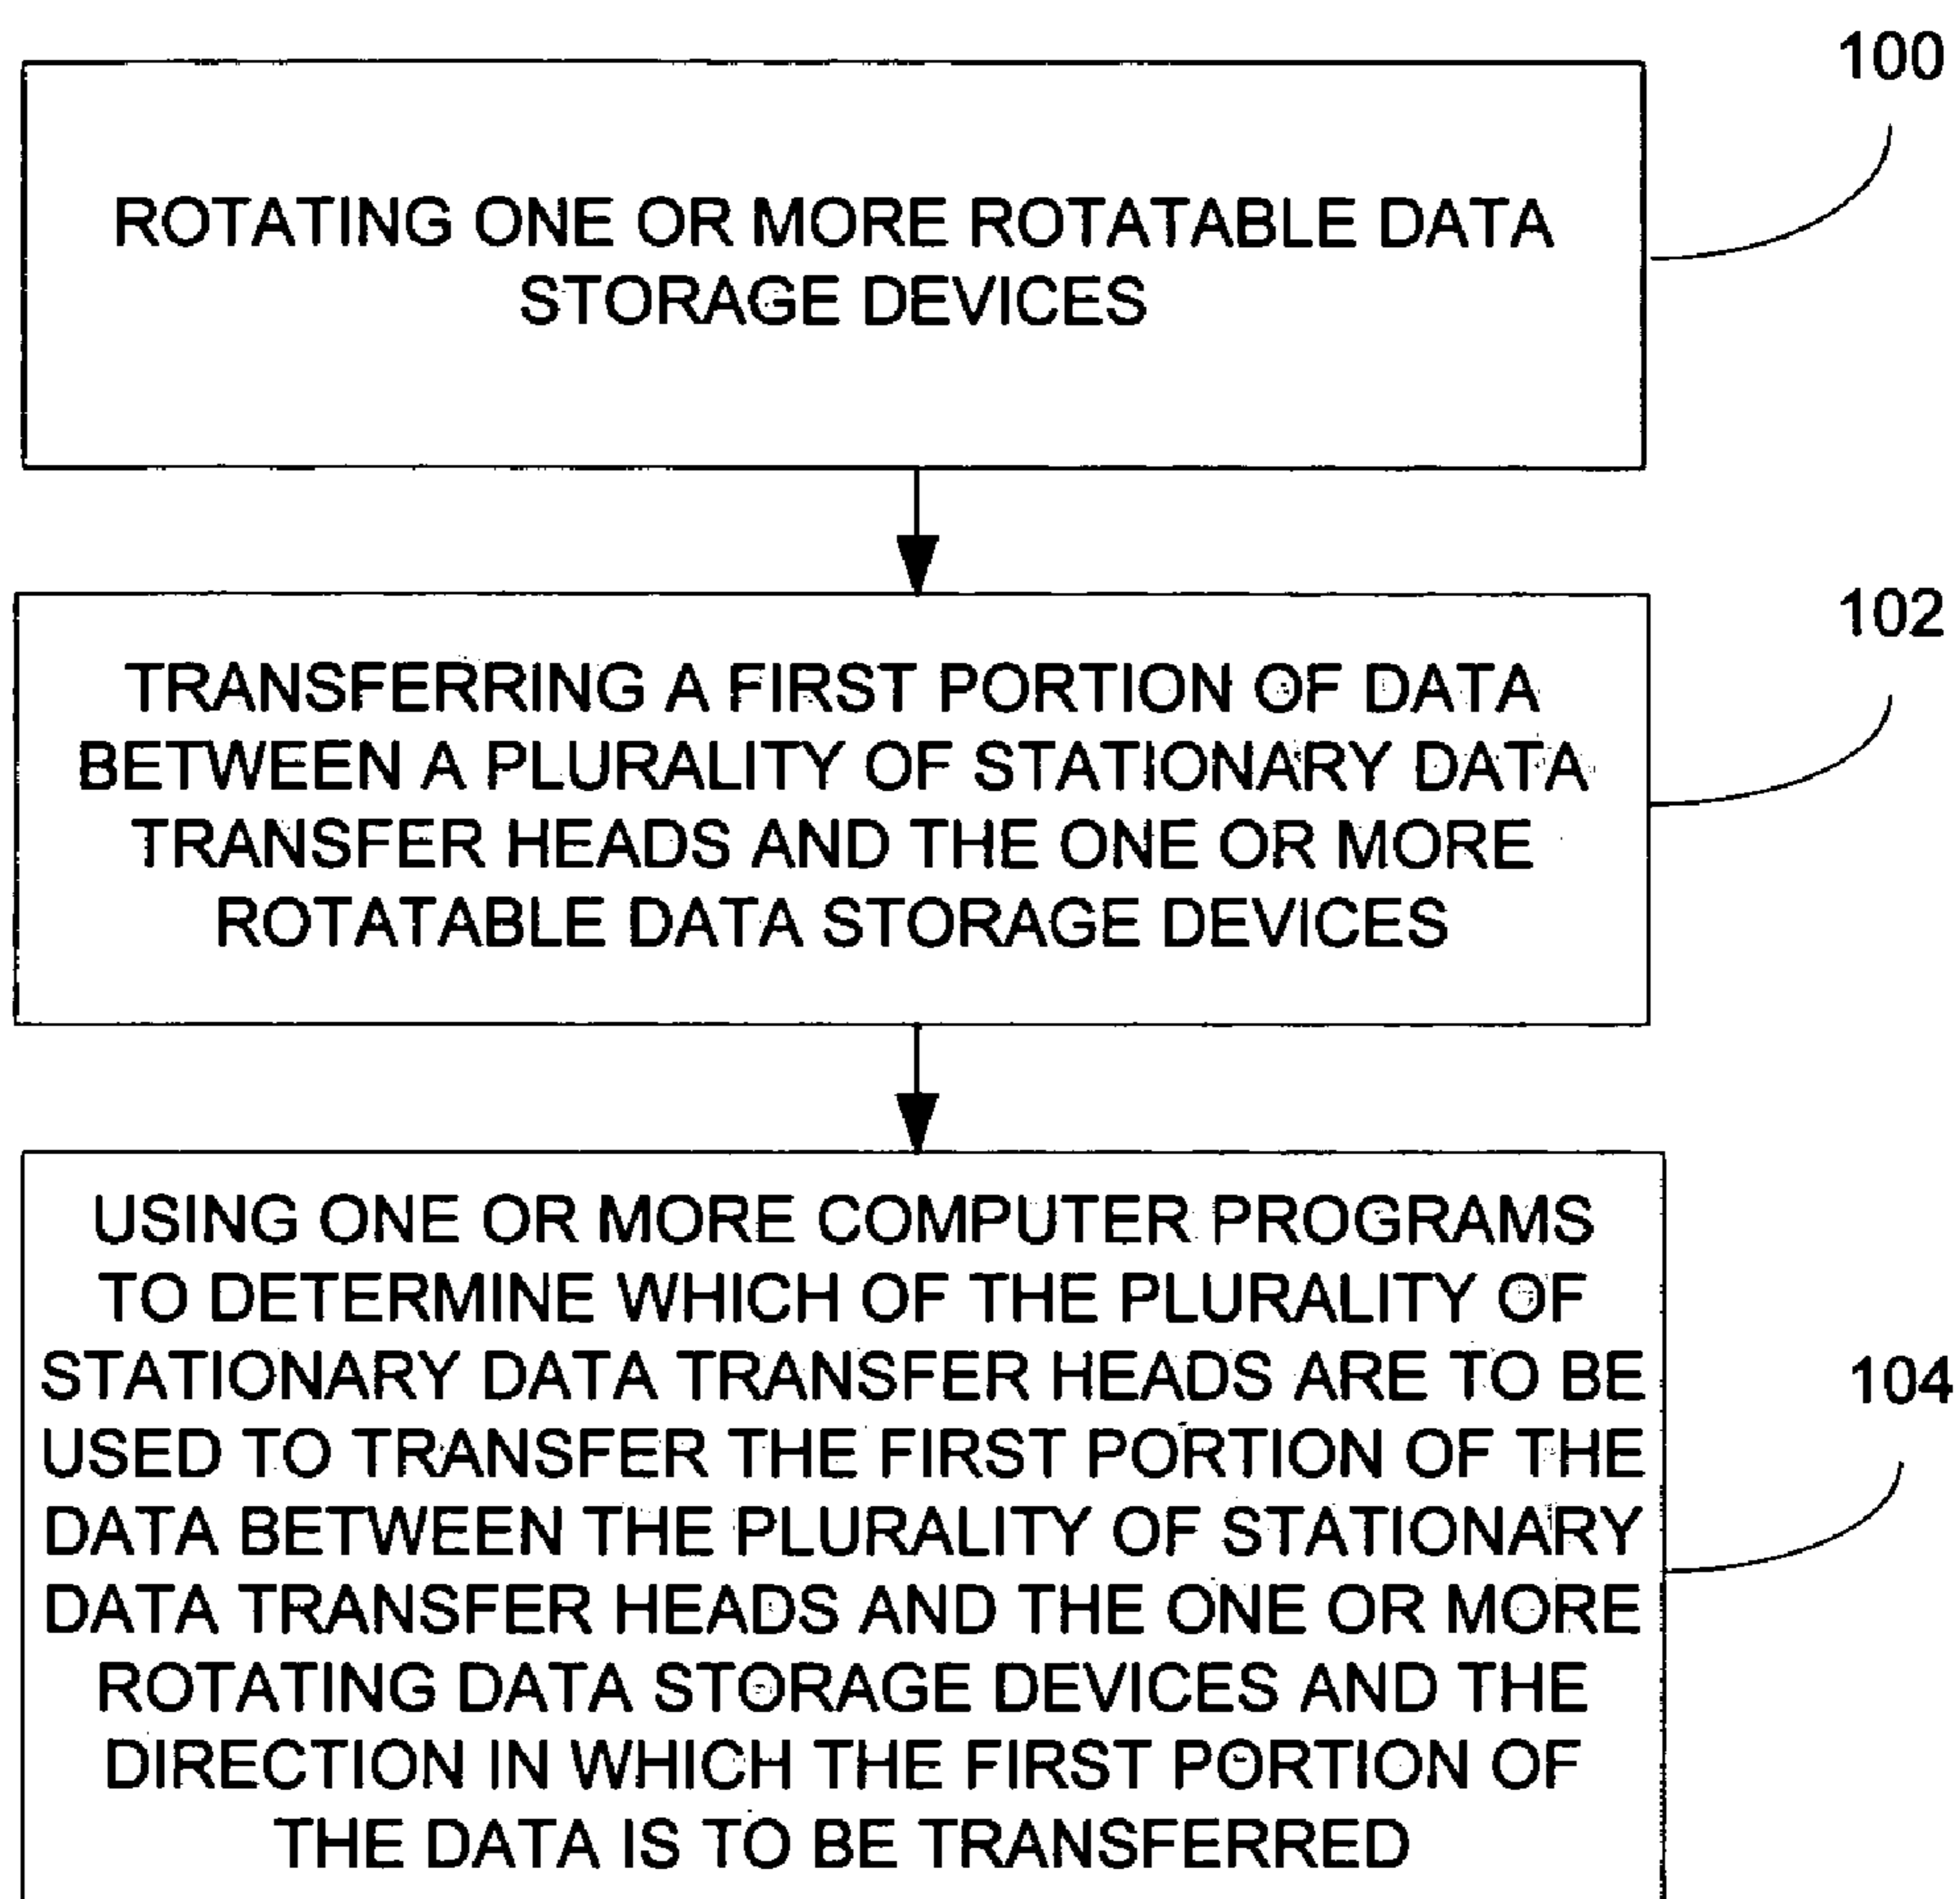 100
ROTATING ONE OR MORE ROTATABLE DATA
STORAGE DEVICES
102
TRANSFERRING A FIRST PORTION OF DATA
BETWEEN A PLURALITY OF STATIONARY DATA
TRANSFER HEADS AND THE ONE OR MORE
ROTATABLE DATA STORAGE DEVICES
USING ONE OR MORE COMPUTER PROGRAMS
TO DETERMINE WHICH OF THE PLURALITY OF
STATIONARY DATA TRANSFER HEADS ARE TO BE
104
USED TO TRANSFER THE FIRST PORTION OF THE
DATA BETWEEN THE PLURALITY OF STATIONARY
DATA TRANSFER HEADS AND THE ONE OR MORE
ROTATING DATA STORAGE DEVICES AND THE
DIRECTION IN WHICH THE FIRST PORTION OF
THE DATA IS TO BE TRANSFERRED